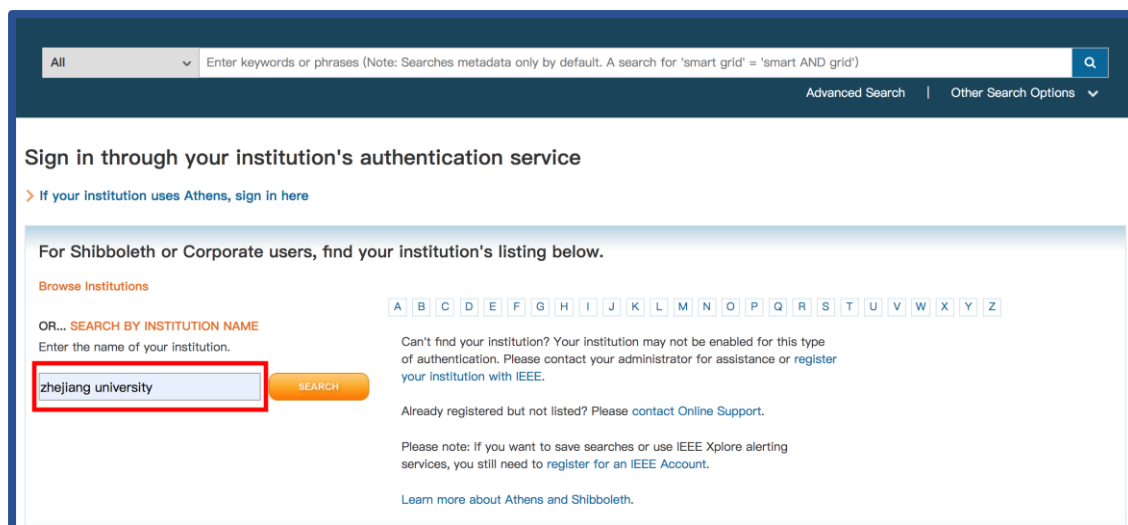 All
Enter keywords or phrases (Note: Searches metadata only by default. A search for 'smart grid' = 'smart AND grid')
Advanced Search | Other Search Options
Sign in through your institution's authentication service
If your institution uses Athens, sign in here
For Shibboleth or Corporate users, find your institution's listing below.
Browse Institutions
A B C D E F G H I J K L M N O P Q R S T U V W X Y Z
OR... SEARCH BY INSTITUTION NAME
Enter the name of your institution.
zhejiang university
SEARCH
Can't find your institution? Your institution may not be enabled for this type
of authentication. Please contact your administrator for assistance or register
your institution with IEEE.
Already registered but not listed? Please contact Online Support.
Please note: If you want to save searches or use IEEE Xplore alerting
services, you still need to register for an IEEE Account.
Learn more about Athens and Shibboleth.